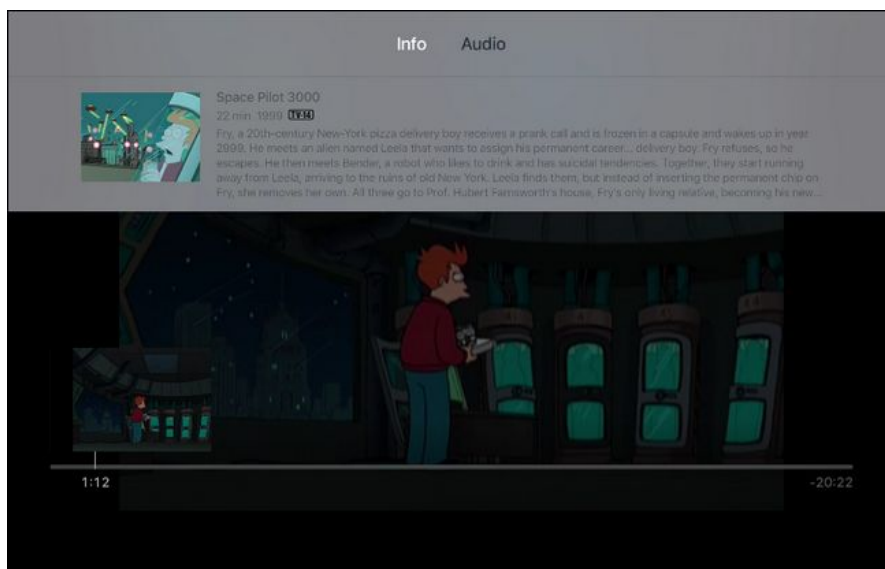 Info Audio
Space Pilot 3000
22 min 1999 TV-14
Fry, a 20th-century New-York pizza delivery boy receives a prank call and is frozen in a capsule and wakes up in year
2999. He meets an alien named Leela that wants to assign his permanent career... delivery boy. Fry refuses, so he
escapes. He then meets Bender, a robot who likes to drink and has suicidal tendencies. Together, they start running
away from Leela, arriving to the ruins of old New York. Leela finds them, but instead of inserting the permanent chip on
Fry, she removes her own. All three go to Prof. Hubert Farnsworth's house, Fry's only living relative, becoming his new...
1:12 -20:22